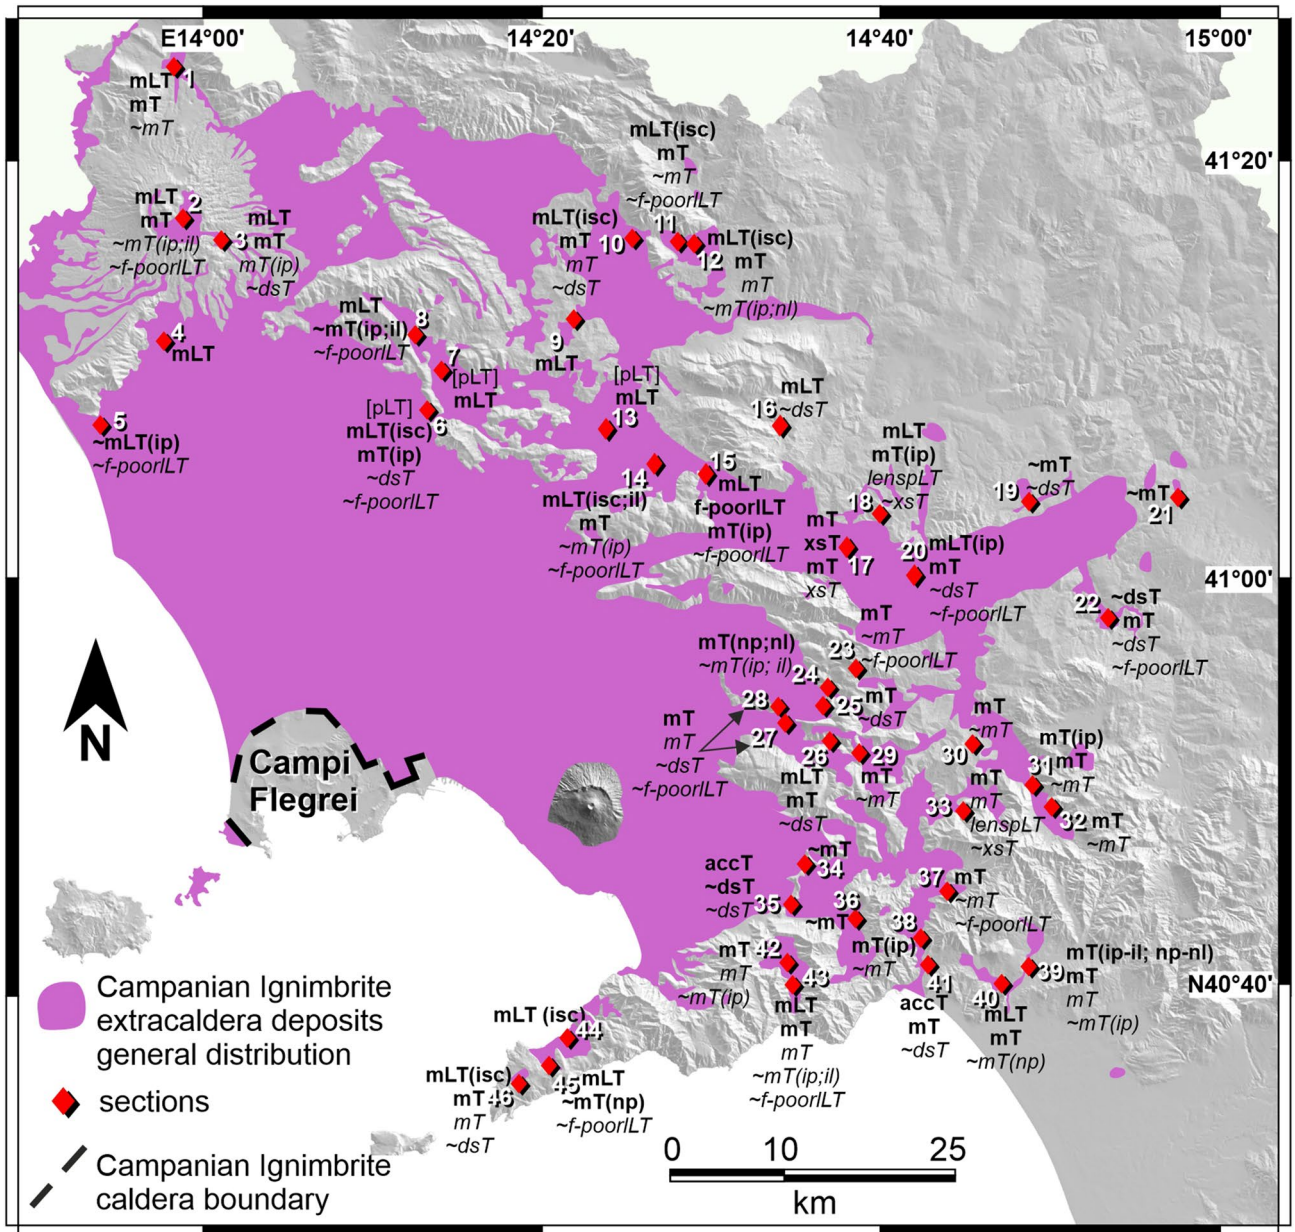 E14°00'
14°20'
14°40'
15°00'
1
mLT
mT
~mT
mLT(isc)
mT
~mT
~f-poorlLT
11
41°20'
mLT
2
mT
~mT(ip;il)
~f-poorlLT
3
mLT
mT
mT(ip)
~dsT
mLT(isc)
mT
10
mT
~dsT
mLT(isc)
12
mT
mT
~mT(ip;nl)
4
mLT
mLT
8
~mT(ip;il)
~f-poorlLT
7
[pLT]
mLT
9
mLT
[pLT]
mLT
13
mLT
16
~dsT
5
~mLT(ip)
~f-poorlLT
[pLT]
6
mLT(isc)
mT(ip)
~dsT
~f-poorlLT
14
mLT(isc;il)
mT
~mT(ip)
~f-poorlLT
15
mLT
f-poorlLT
mT(ip)
~f-poorlLT
mLT
mT(ip)
lenspLT
~xsT
18
mT
xsT
17
mT
xsT
19
~mT
~dsT
~mT
21
20
mLT(ip)
mT
~dsT
~f-poorlLT
41°00'
22
~dsT
mT
~dsT
~f-poorlLT
mT
~mT
23
~f-poorlLT
mT(np;nl)
~mT(ip; il)
24
25
mT
~dsT
28
27
mT
mT
~dsT
~f-poorlLT
26
mLT
mT
~dsT
29
mT
~mT
mT
~mT
30
mT(ip)
31
mT
~mT
32
mT
~mT
33
mT
mT
lenspLT
~xsT
N
Campi
Flegrei
~mT
34
accT
~dsT
~dsT
35
36
~mT
37
mT
~mT
~f-poorlLT
38
mT(ip)
~mT
mT
42
mT
~mT(ip)
43
mLT
mT
mT
~mT(ip;il)
~f-poorlLT
41
accT
mT
~dsT
40
mLT
mT
~mT(np)
39
mT(ip-il; np-nl)
mT
mT
~mT(ip)
N40°40'
mLT (isc)
44
45
mLT
~mT(np)
~f-poorlLT
mLT(isc)
mT
46
mT
~dsT
Campanian Ignimbrite
extracaldera deposits
general distribution
sections
Campanian Ignimbrite
caldera boundary
0
10
25
km